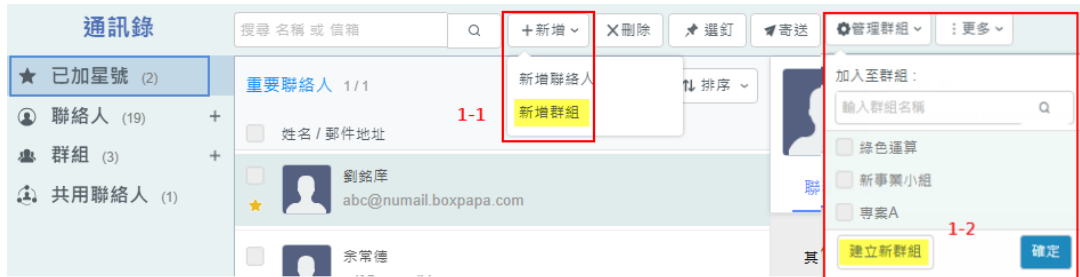 通訊錄
搜尋 名稱 或 信箱
+新增
刪除
選釘
寄送
管理群組
更多
已加星號 (2)
聯絡人 (19) +
群組 (3) +
共用聯絡人 (1)
重要聯絡人 1/1
排序
姓名 / 郵件地址
劉銘庠
abc@numail.boxpapa.com
余常德
新增聯絡人
新增群組
1-1
聯
其
加入至群組 :
輸入群組名稱
綠色運算
新事業小組
專案A
1-2
建立新群組
確定